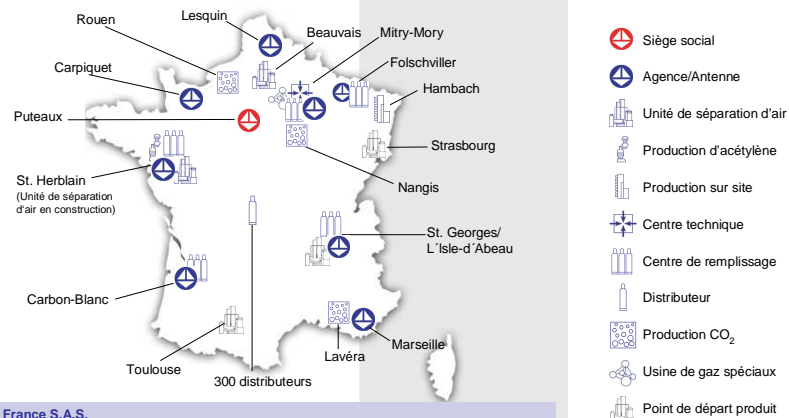 Lesquin
Rouen
Beauvais
Mitry-Mory
Folschviller
Carpiquet
Hambach
Puteaux
Strasbourg
St. Herblain
(Unité de séparation
d'air en construction)
Nangis
St. Georges/
L´Isle-d´Abeau
Carbon-Blanc
Marseille
Lavéra
Toulouse
300 distributeurs
France S.A.S.
Siège social
Agence/Antenne
Unité de séparation d'air
Production d'acétylène
Production sur site
Centre technique
Centre de remplissage
Distributeur
Production CO2
Usine de gaz spéciaux
Point de départ produit